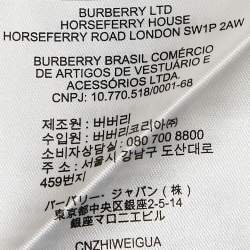 BURBERRY LTD
HORSEFERRY HOUSE
HORSEFERRY ROAD LONDON SW1P 2AW
BURBERRY BRASIL COMÉRCIO
DE ARTIGOS DE VESTUÁRIO E
ACESSÓRIOS LTDA.
CNPJ: 10.770.518/0001-68
제조원 : 버버리
수입원 : 버버리코리아㈜
소비자상담실: 080 700 8800
주소 : 서울시 강남구 도산대로
459번지
バーバリー・ジャパン(株)
東京都中央区銀座2-5-14
銀座マロニエビル
CNZHIWEIGUA